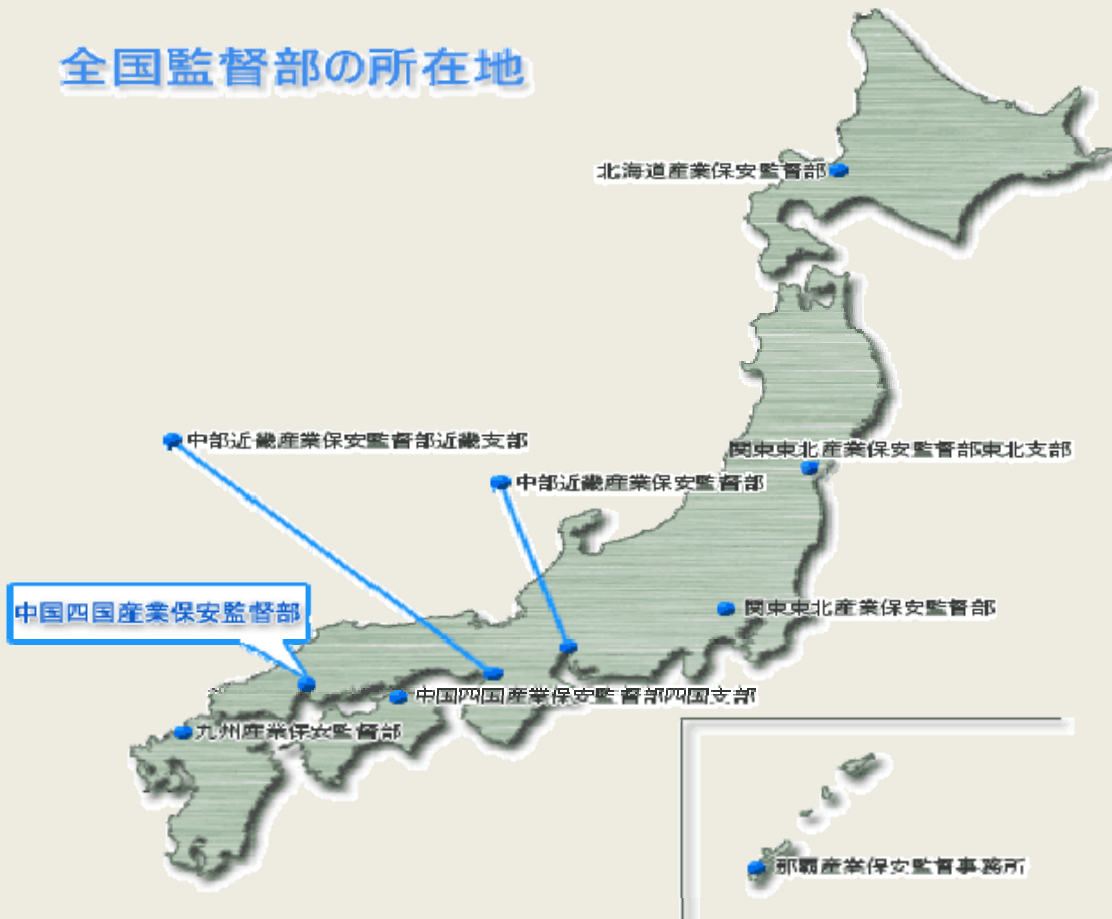 全国監督部の所在地
北海道産業保安監督部
中部近畿産業保安監督部近畿支部
関東東北産業保安監督部東北支部
中部近畿産業保安監督部
中国四国産業保安監督部
関東東北産業保安監督部
中国四国産業保安監督部四国支部
九州産業保安監督部
那覇産業保安監督事務所